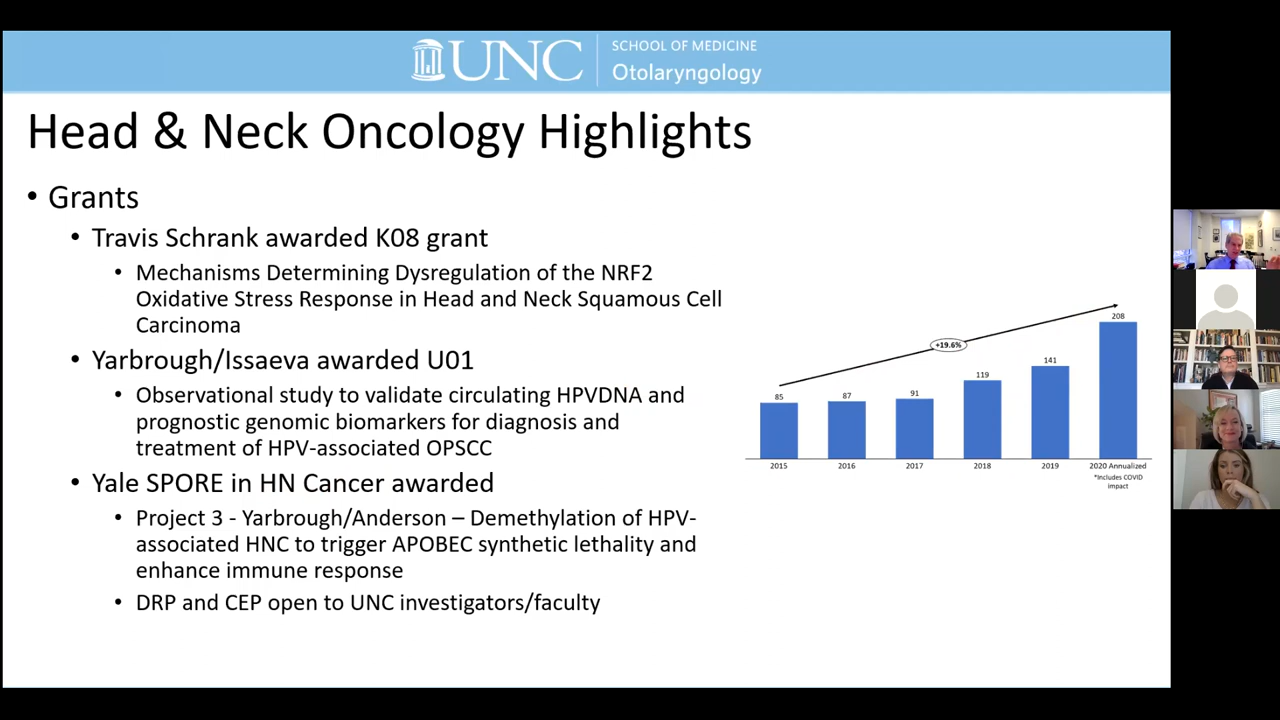 UNC
SCHOOL OF MEDICINE
Otolaryngology
Head & Neck Oncology Highlights
• Grants
• Travis Schrank awarded K08 grant
• Mechanisms Determining Dysregulation of the NRF2
Oxidative Stress Response in Head and Neck Squamous Cell
Carcinoma
• Yarbrough/Issaeva awarded U01
• Observational study to validate circulating HPVDNA and
prognostic genomic biomarkers for diagnosis and
treatment of HPV-associated OPSCC
• Yale SPORE in HN Cancer awarded
• Project 3 - Yarbrough/Anderson – Demethylation of HPV-
associated HNC to trigger APOBEC synthetic lethality and
enhance immune response
• DRP and CEP open to UNC investigators/faculty
+19.6%
85
87
91
119
141
208
2015
2016
2017
2018
2019
2020 Annualized
*Includes COVID
impact